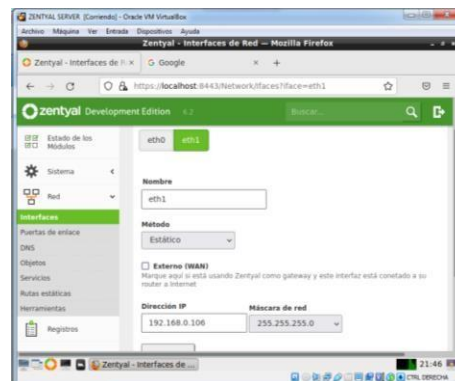 ZENTYAL SERVER [Corriendo] - Oracle VM VirtualBox
Archivo Máquina Ver Entrada Dispositivos Ayuda
Zentyal - Interfaces de Red — Mozilla Firefox
Zentyal - Interfaces de R × G Google × +
https://localhost:8443/Network/Ifaces?iface=eth1
zentyal Development Edition 6.2 Buscar...
Estado de los
Módulos
eth0 eth1
Sistema
Nombre
Red
eth1
Interfaces
Método
Puertas de enlace
Estático
DNS
Externo (WAN)
Objetos
Marque aquí si está usando Zentyal como gateway y este interfaz está conetado a su
Servicios
router a Internet
Rutas estáticas
Herramientas
Dirección IP Máscara de red
Registros
192.168.0.106 255.255.255.0
Zentyal - Interfaces de ... 21:46
CTRL DERECHA